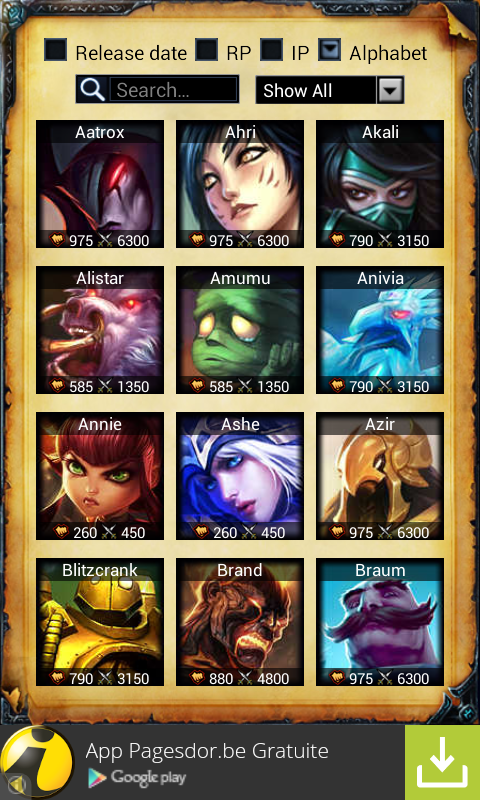 Release date RP IP Alphabet
Search... Show All
Aatrox Ahri Akali
975 6300 975 6300 790 3150
Alistar Amumu Anivia
585 1350 585 1350 790 3150
Annie Ashe Azir
260 450 260 450 975 6300
Blitzcrank Brand Braum
790 3150 880 4800 975 6300
App Pagesdor.be Gratuite
Google play